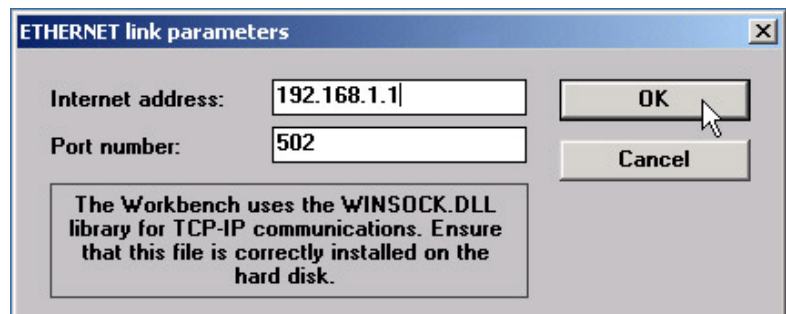 ETHERNET link parameters
Internet address: 192.168.1.1 OK
Port number: 502
Cancel
The Workbench uses the WINSOCK.DLL
library for TCP-IP communications. Ensure
that this file is correctly installed on the
hard disk.